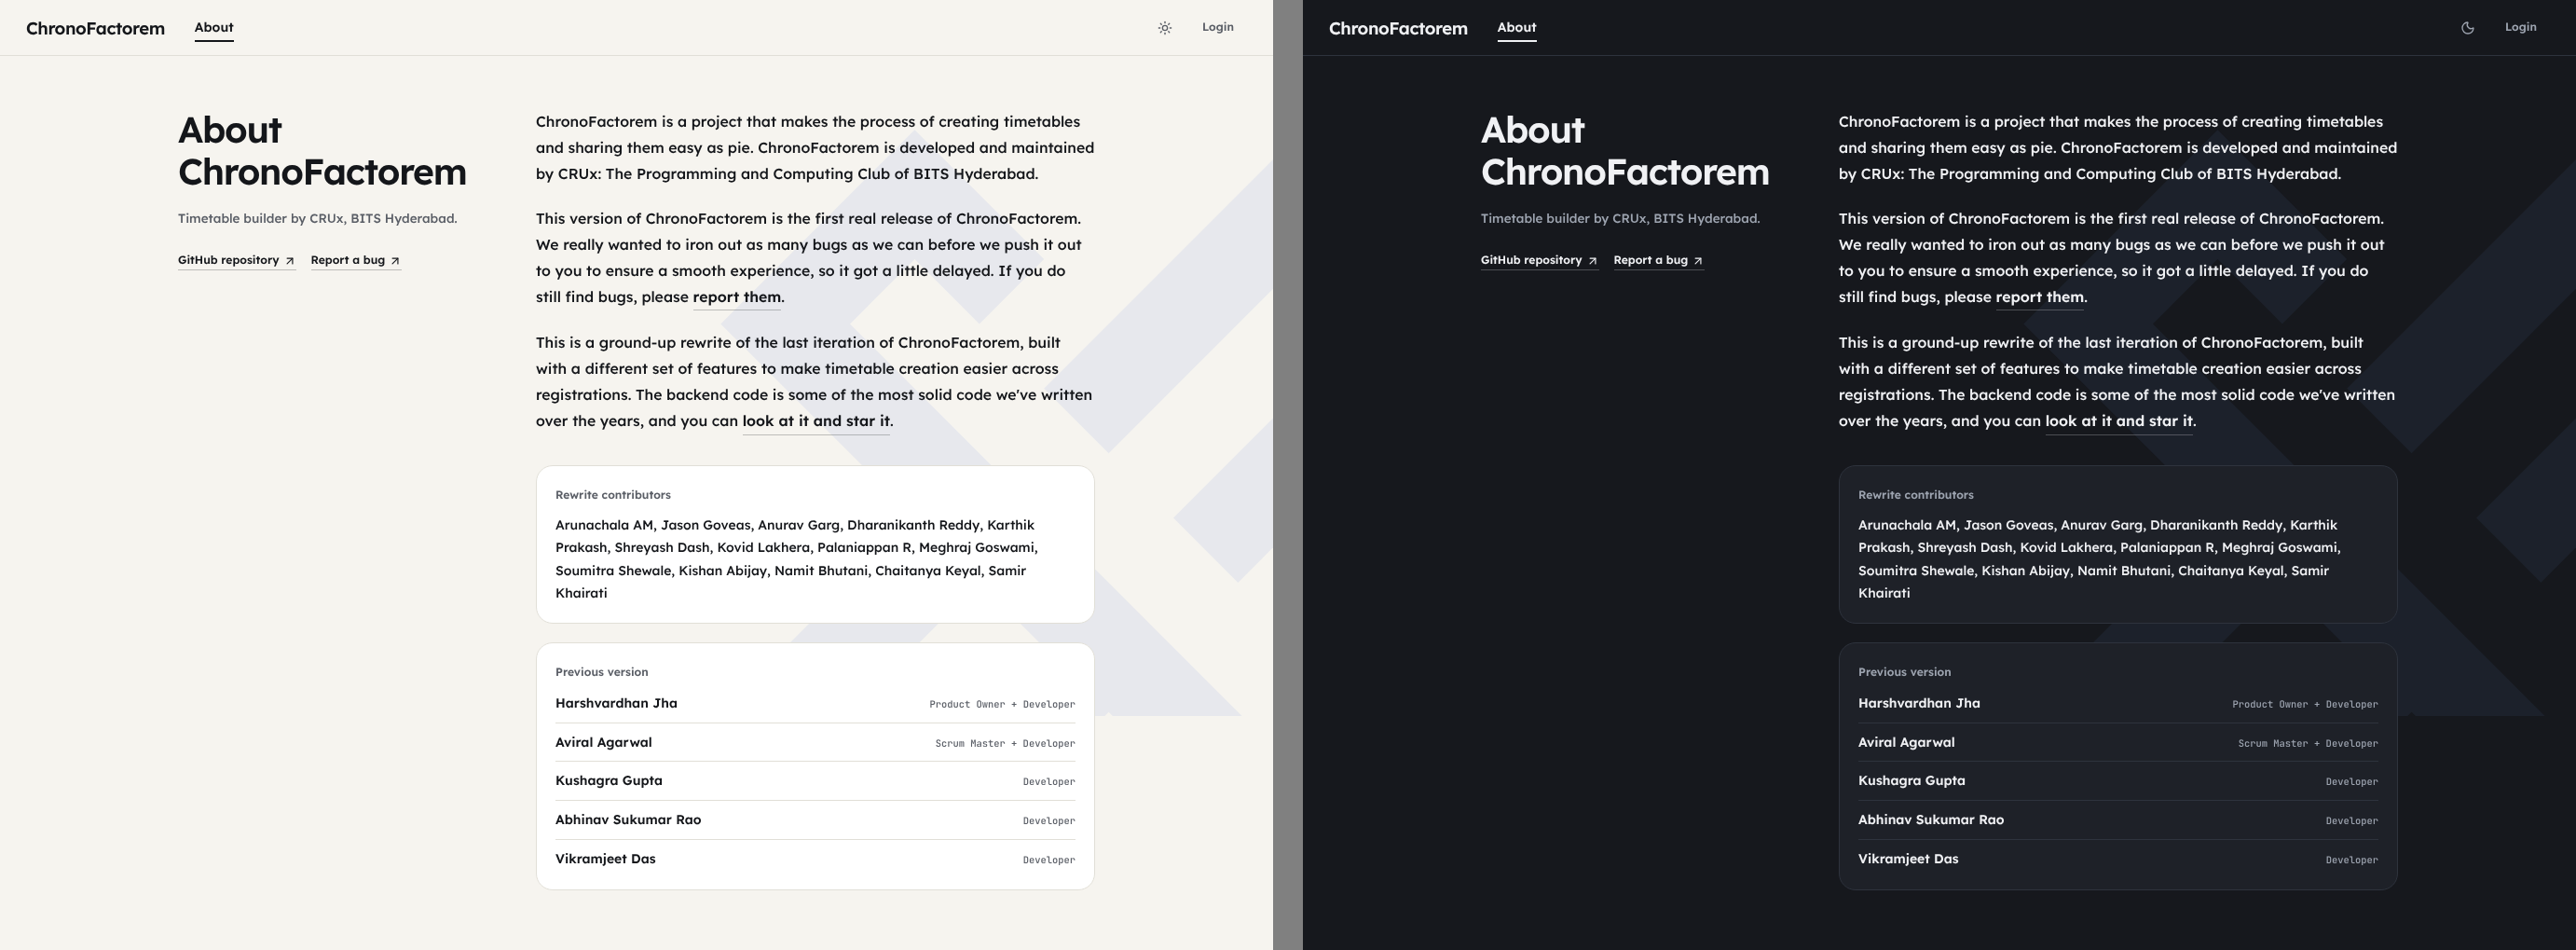 ChronoFactorem About Login
About
ChronoFactorem
Timetable builder by CRUx, BITS Hyderabad.
GitHub repository Report a bug
ChronoFactorem is a project that makes the process of creating timetables
and sharing them easy as pie. ChronoFactorem is developed and maintained
by CRUx: The Programming and Computing Club of BITS Hyderabad.
This version of ChronoFactorem is the first real release of ChronoFactorem.
We really wanted to iron out as many bugs as we can before we push it out
to you to ensure a smooth experience, so it got a little delayed. If you do
still find bugs, please report them.
This is a ground-up rewrite of the last iteration of ChronoFactorem, built
with a different set of features to make timetable creation easier across
registrations. The backend code is some of the most solid code we've written
over the years, and you can look at it and star it.
Rewrite contributors
Arunachala AM, Jason Goveas, Anurav Garg, Dharanikanth Reddy, Karthik
Prakash, Shreyash Dash, Kovid Lakhera, Palaniappan R, Meghraj Goswami,
Soumitra Shewale, Kishan Abijay, Namit Bhutani, Chaitanya Keyal, Samir
Khairati
Previous version
Harshvardhan Jha Product Owner + Developer
Aviral Agarwal Scrum Master + Developer
Kushagra Gupta Developer
Abhinav Sukumar Rao Developer
Vikramjeet Das Developer
ChronoFactorem About Login
About
ChronoFactorem
Timetable builder by CRUx, BITS Hyderabad.
GitHub repository Report a bug
ChronoFactorem is a project that makes the process of creating timetables
and sharing them easy as pie. ChronoFactorem is developed and maintained
by CRUx: The Programming and Computing Club of BITS Hyderabad.
This version of ChronoFactorem is the first real release of ChronoFactorem.
We really wanted to iron out as many bugs as we can before we push it out
to you to ensure a smooth experience, so it got a little delayed. If you do
still find bugs, please report them.
This is a ground-up rewrite of the last iteration of ChronoFactorem, built
with a different set of features to make timetable creation easier across
registrations. The backend code is some of the most solid code we've written
over the years, and you can look at it and star it.
Rewrite contributors
Arunachala AM, Jason Goveas, Anurav Garg, Dharanikanth Reddy, Karthik
Prakash, Shreyash Dash, Kovid Lakhera, Palaniappan R, Meghraj Goswami,
Soumitra Shewale, Kishan Abijay, Namit Bhutani, Chaitanya Keyal, Samir
Khairati
Previous version
Harshvardhan Jha Product Owner + Developer
Aviral Agarwal Scrum Master + Developer
Kushagra Gupta Developer
Abhinav Sukumar Rao Developer
Vikramjeet Das Developer